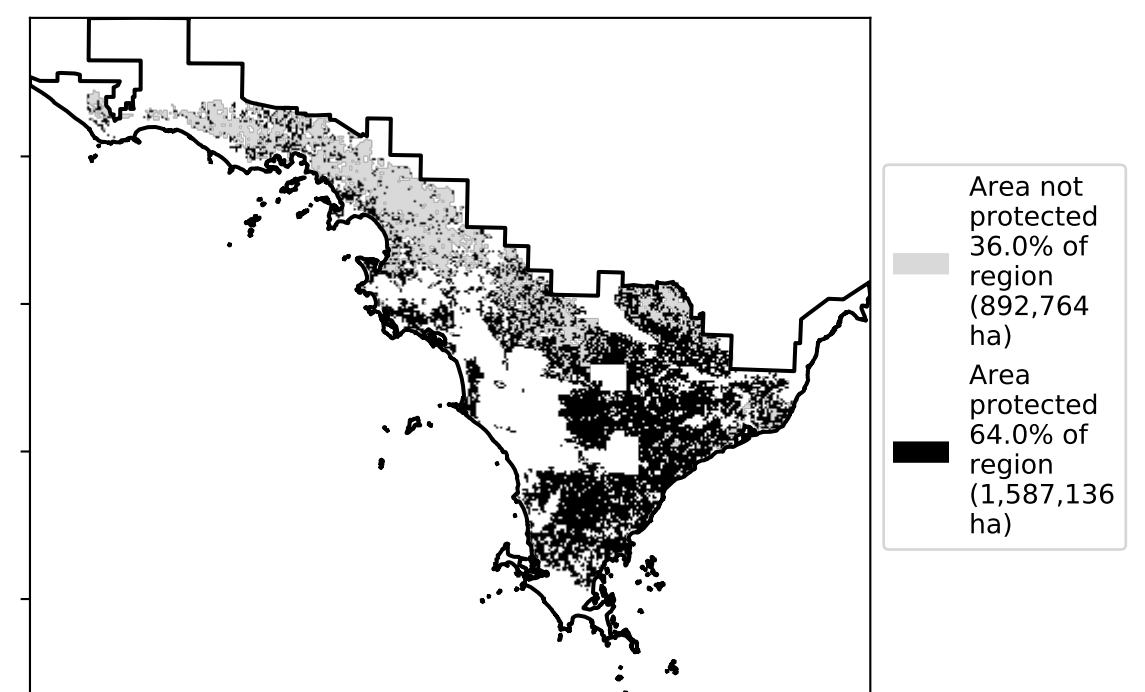 Area not
protected
36.0% of
region
(892,764
ha)
Area
protected
64.0% of
region
(1,587,136
ha)